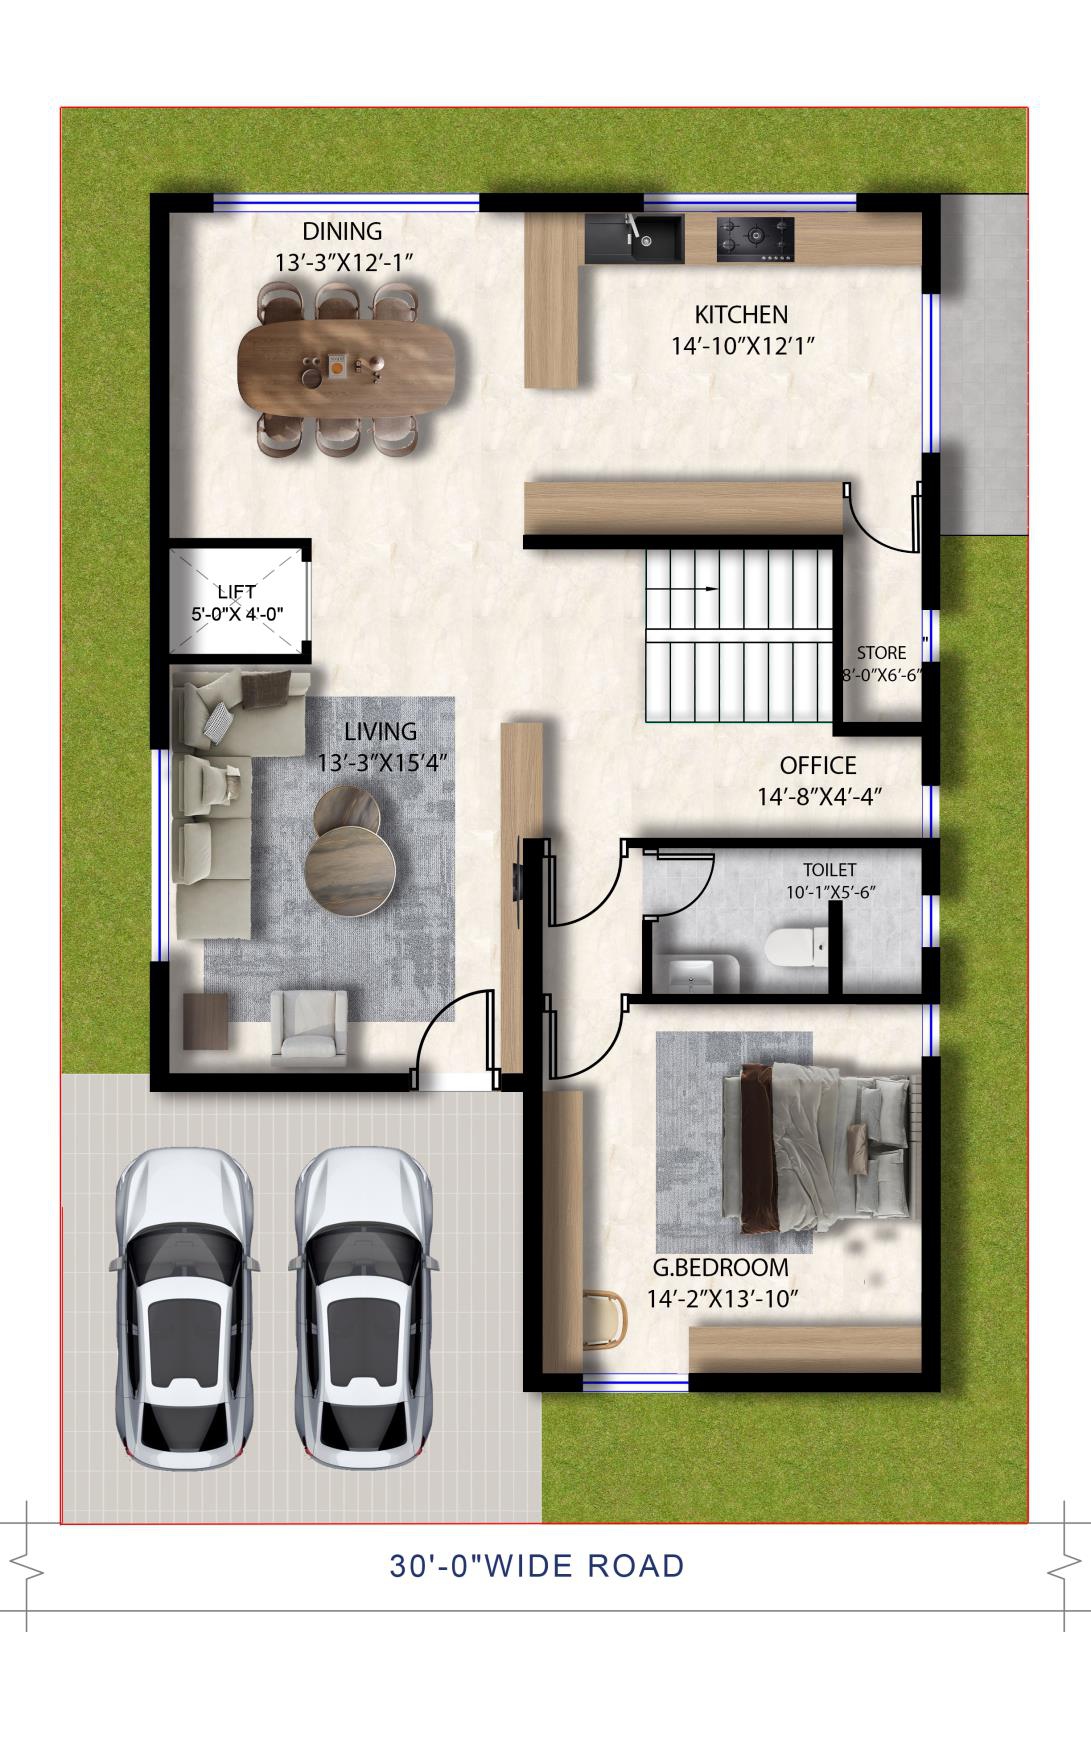 DINING
13'-3"X12'-1"
KITCHEN
14'-10"X12'1"
LIFT
5'-0"X 4'-0"
STORE
8'-0"X6'-6"
LIVING
13'-3"X15'4"
OFFICE
14'-8"X4'-4"
TOILET
10'-1"X5'-6"
G.BEDROOM
14'-2"X13'-10"
30'-0"WIDE ROAD